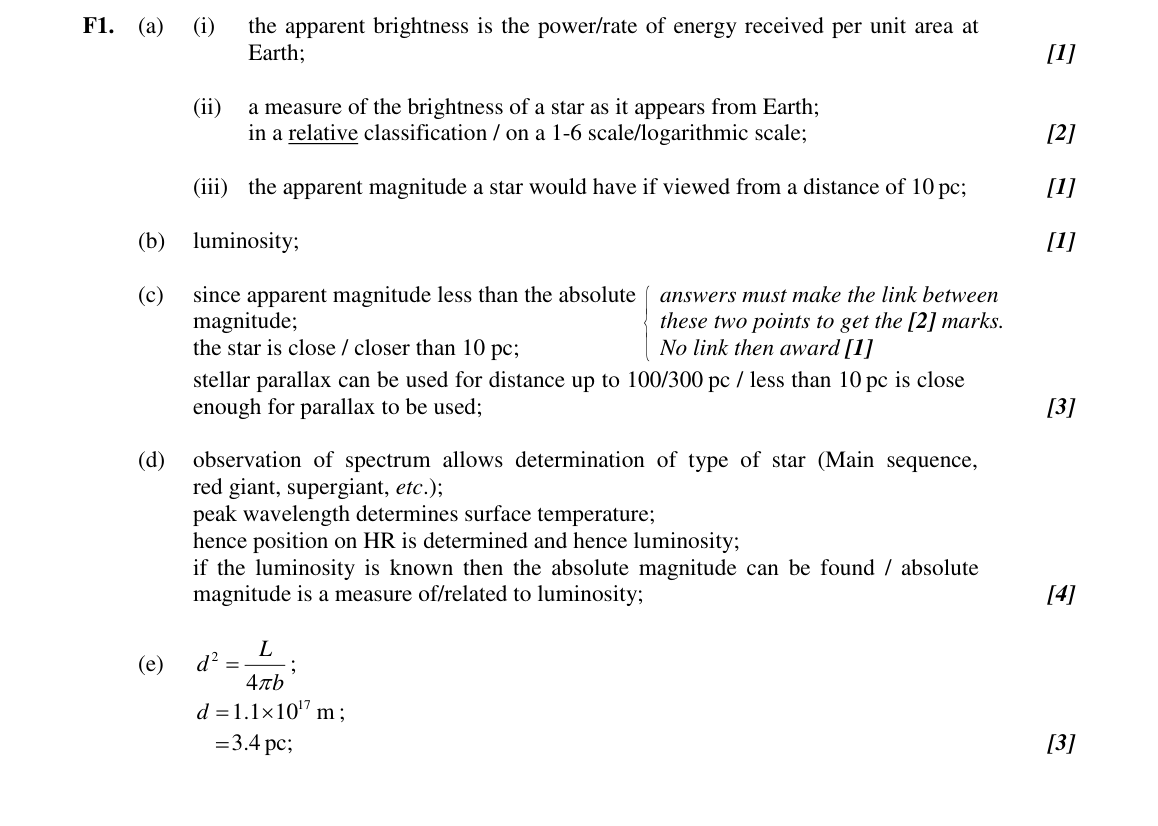 F1. (a) (i) the apparent brightness is the power/rate of energy received per unit area at
Earth; [1]
(ii) a measure of the brightness of a star as it appears from Earth;
in a relative classification / on a 1-6 scale/logarithmic scale; [2]
(iii) the apparent magnitude a star would have if viewed from a distance of 10 pc; [1]
(b) luminosity; [1]
(c) since apparent magnitude less than the absolute
magnitude;
the star is close / closer than 10 pc;
answers must make the link between
these two points to get the [2] marks.
No link then award [1]
stellar parallax can be used for distance up to 100/300 pc / less than 10 pc is close
enough for parallax to be used; [3]
(d) observation of spectrum allows determination of type of star (Main sequence,
red giant, supergiant, etc.);
peak wavelength determines surface temperature;
hence position on HR is determined and hence luminosity;
if the luminosity is known then the absolute magnitude can be found / absolute
magnitude is a measure of/related to luminosity; [4]
(e) d² = L / 4πb ;
d = 1.1×10¹⁷ m ;
= 3.4 pc; [3]